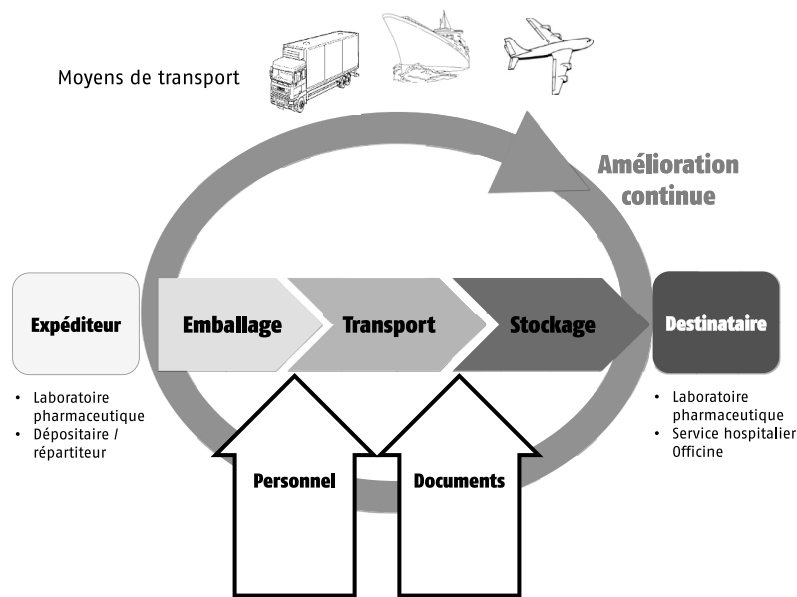 Moyens de transport
Amélioration
continue
Expéditeur
Emballage
Transport
Stockage
Destinataire
• Laboratoire
pharmaceutique
• Dépositaire /
répartiteur
• Laboratoire
pharmaceutique
• Service hospitalier
Officine
Personnel
Documents